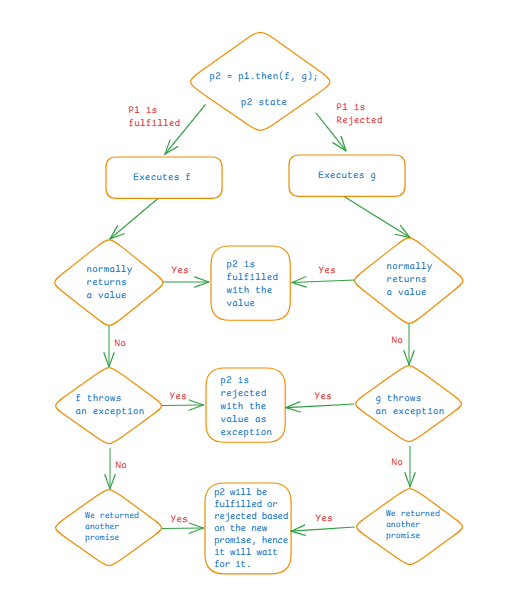 p2 = p1.then(f, g);
p2 state
P1 is
fulfilled
P1 is
Rejected
Executes f
Executes g
normally
returns
a value
Yes
p2 is
fulfilled
with the
value
Yes
normally
returns
a value
No
No
f throws
an exception
Yes
p2 is
rejected
with the
value as
exception
Yes
g throws
an exception
No
No
We returned
another
promise
Yes
p2 will be
fulfilled or
rejected based
on the new
promise, hence
it will wait
for it.
Yes
We returned
another
promise